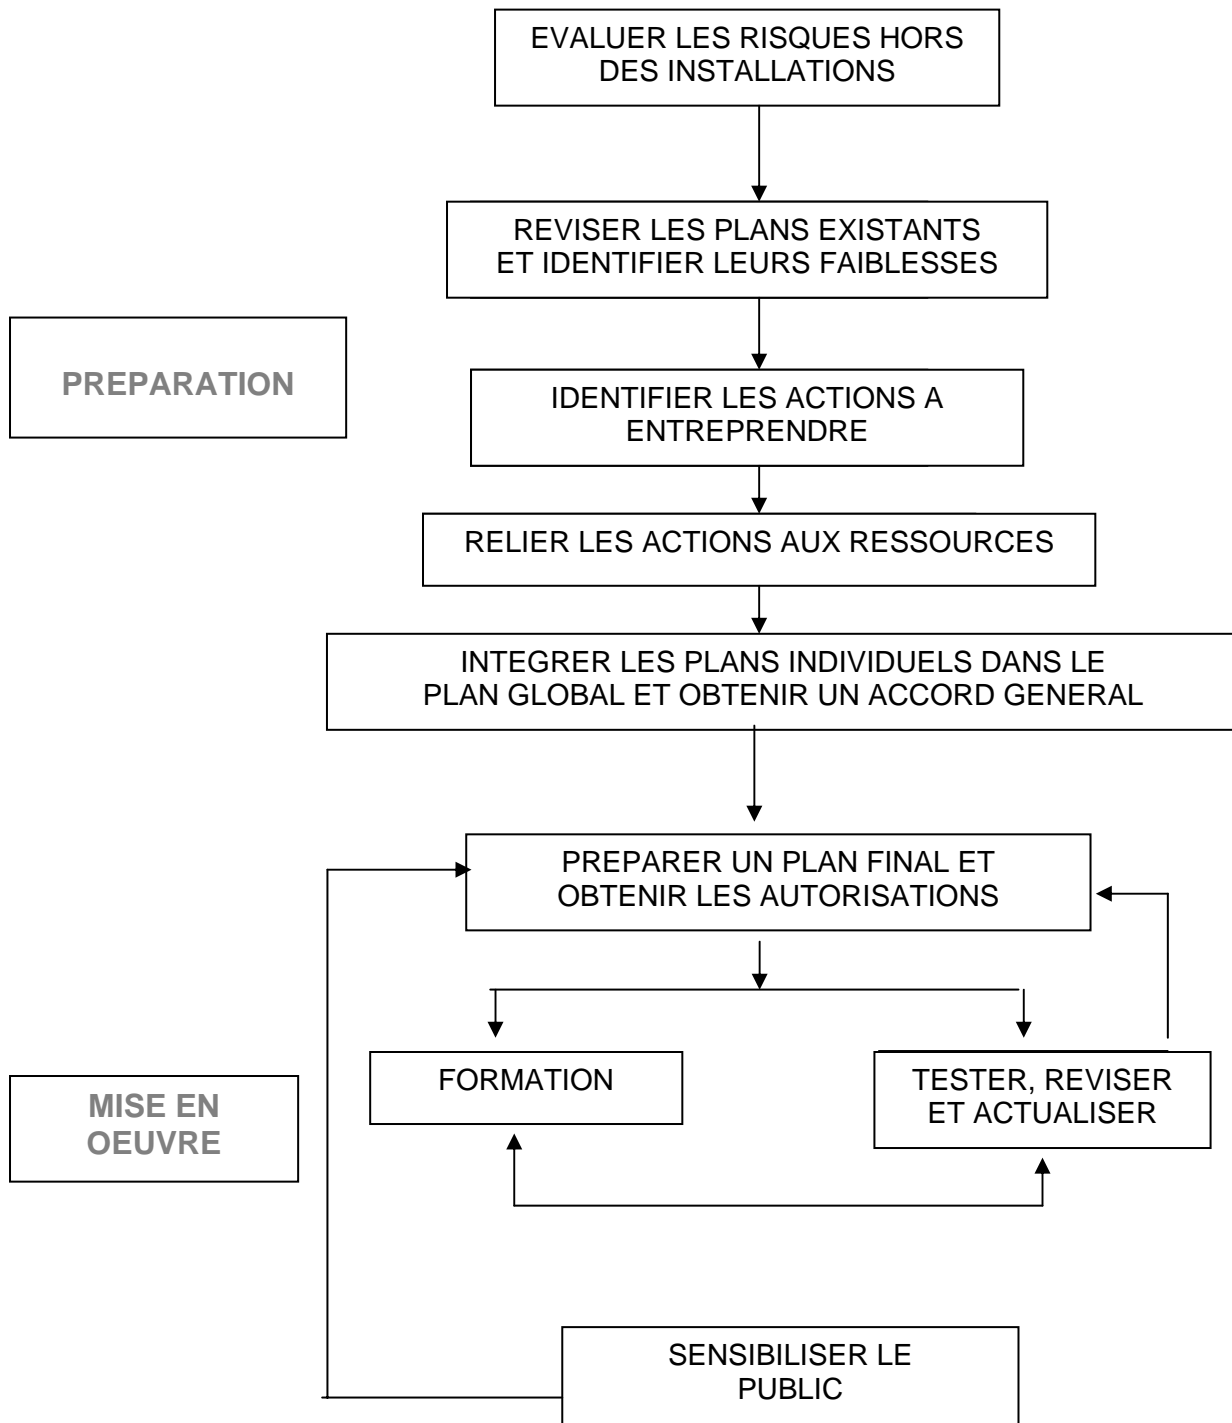 EVALUER LES RISQUES HORS
DES INSTALLATIONS
REVISER LES PLANS EXISTANTS
ET IDENTIFIER LEURS FAIBLESSES
PREPARATION
IDENTIFIER LES ACTIONS A
ENTREPRENDRE
RELIER LES ACTIONS AUX RESSOURCES
INTEGRER LES PLANS INDIVIDUELS DANS LE
PLAN GLOBAL ET OBTENIR UN ACCORD GENERAL
PREPARER UN PLAN FINAL ET
OBTENIR LES AUTORISATIONS
FORMATION
TESTER, REVISER
ET ACTUALISER
MISE EN
OEUVRE
SENSIBILISER LE
PUBLIC